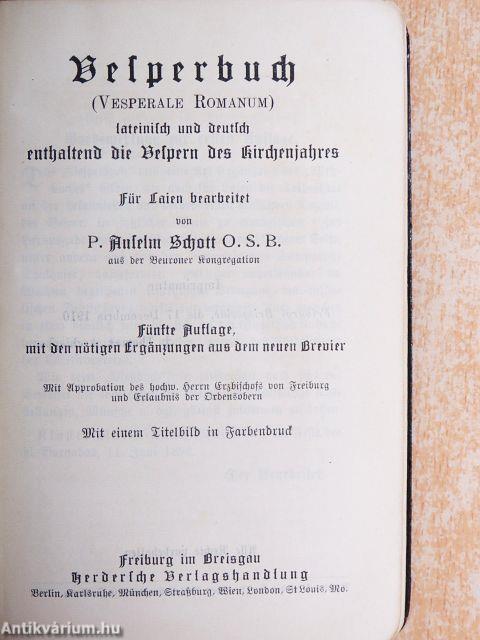 Vesperbuch
(VESPERALE ROMANUM)
lateinisch und deutsch
enthaltend die Vespern des Kirchenjahres
Für Laien bearbeitet
von
P. Anselm Schott O. S. B.
aus der Beuroner Kongregation
Fünfte Auflage,
mit den nötigen Ergänzungen aus dem neuen Brevier
Mit Approbation des hochw. Herrn Erzbischofs von Freiburg
und Erlaubnis der Ordensobern
Mit einem Titelbild in Farbendruck
Freiburg im Breisgau
Herdersche Verlagshandlung
Berlin, Karlsruhe, München, Straßburg, Wien, London, St Louis, Mo.
Antikvárium.hu